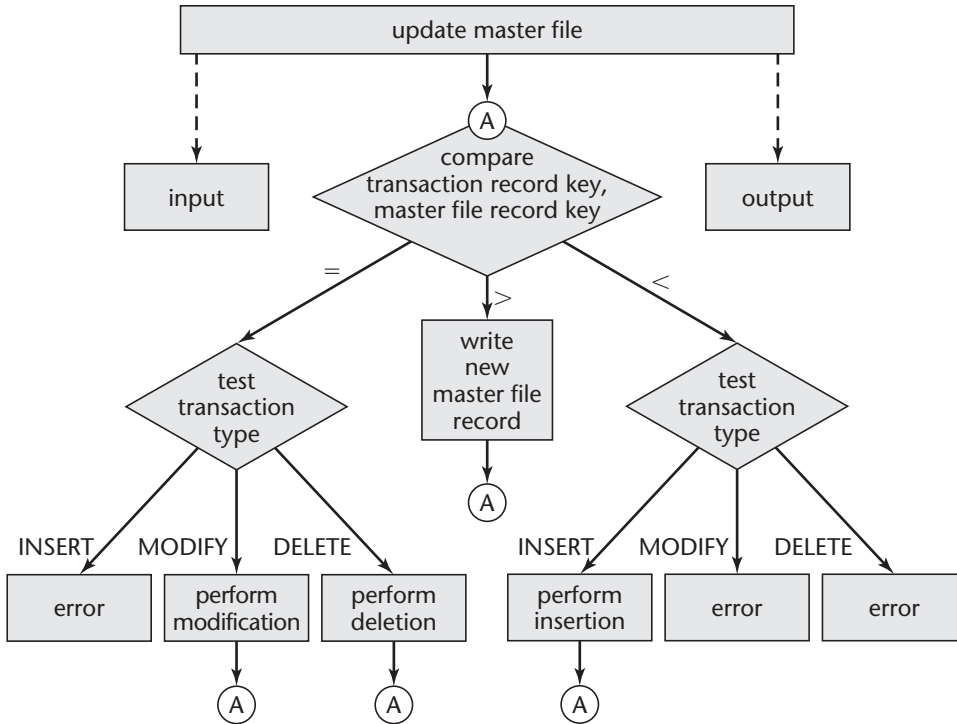 update master file
A
input
compare
transaction record key,
master file record key
output
=
>
<
test
transaction
type
write
new
master file
record
test
transaction
type
A
INSERT
MODIFY
DELETE
INSERT
MODIFY
DELETE
error
perform
modification
perform
deletion
perform
insertion
error
error
A
A
A